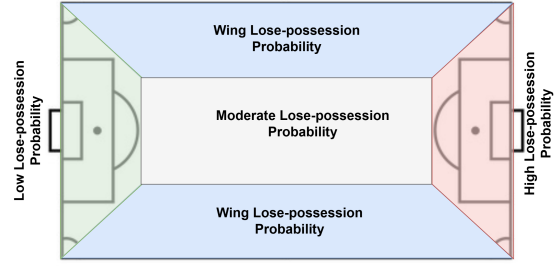 Wing Lose-possession
Probability
Low Lose-possession
Probability
Moderate Lose-possession
Probability
High Lose-possession
Probability
Wing Lose-possession
Probability